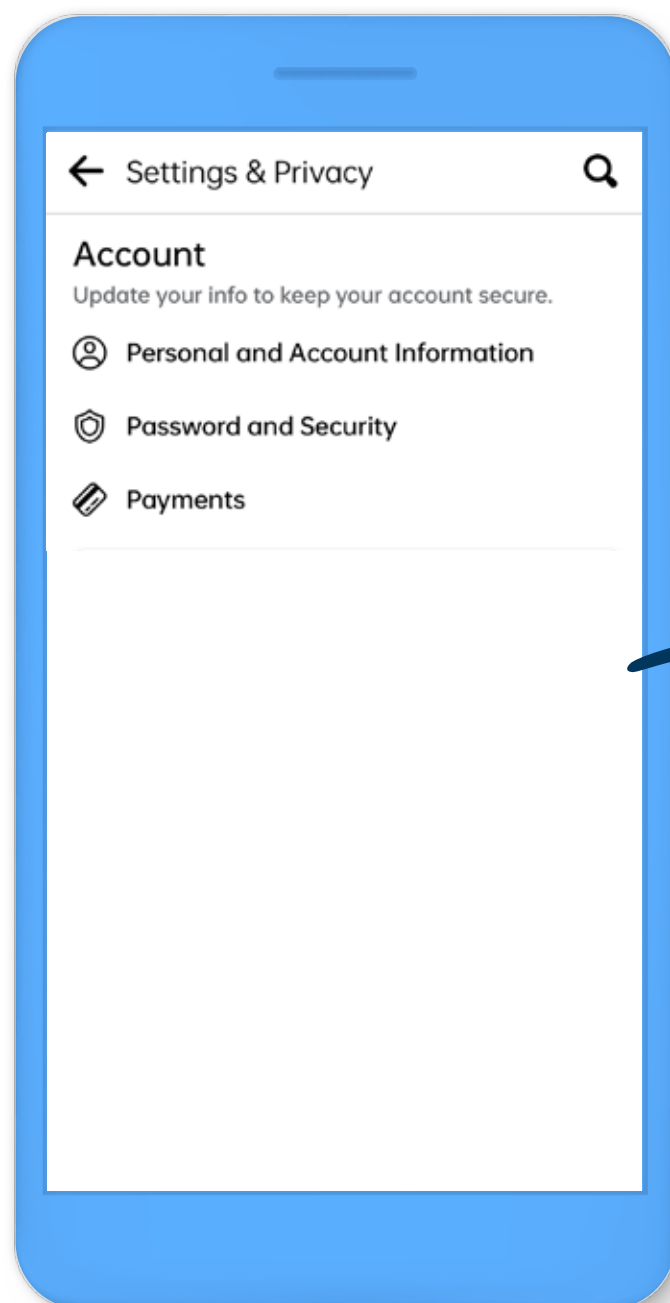 Settings & Privacy
Account
Update your info to keep your account secure.
Personal and Account Information
Password and Security
Payments